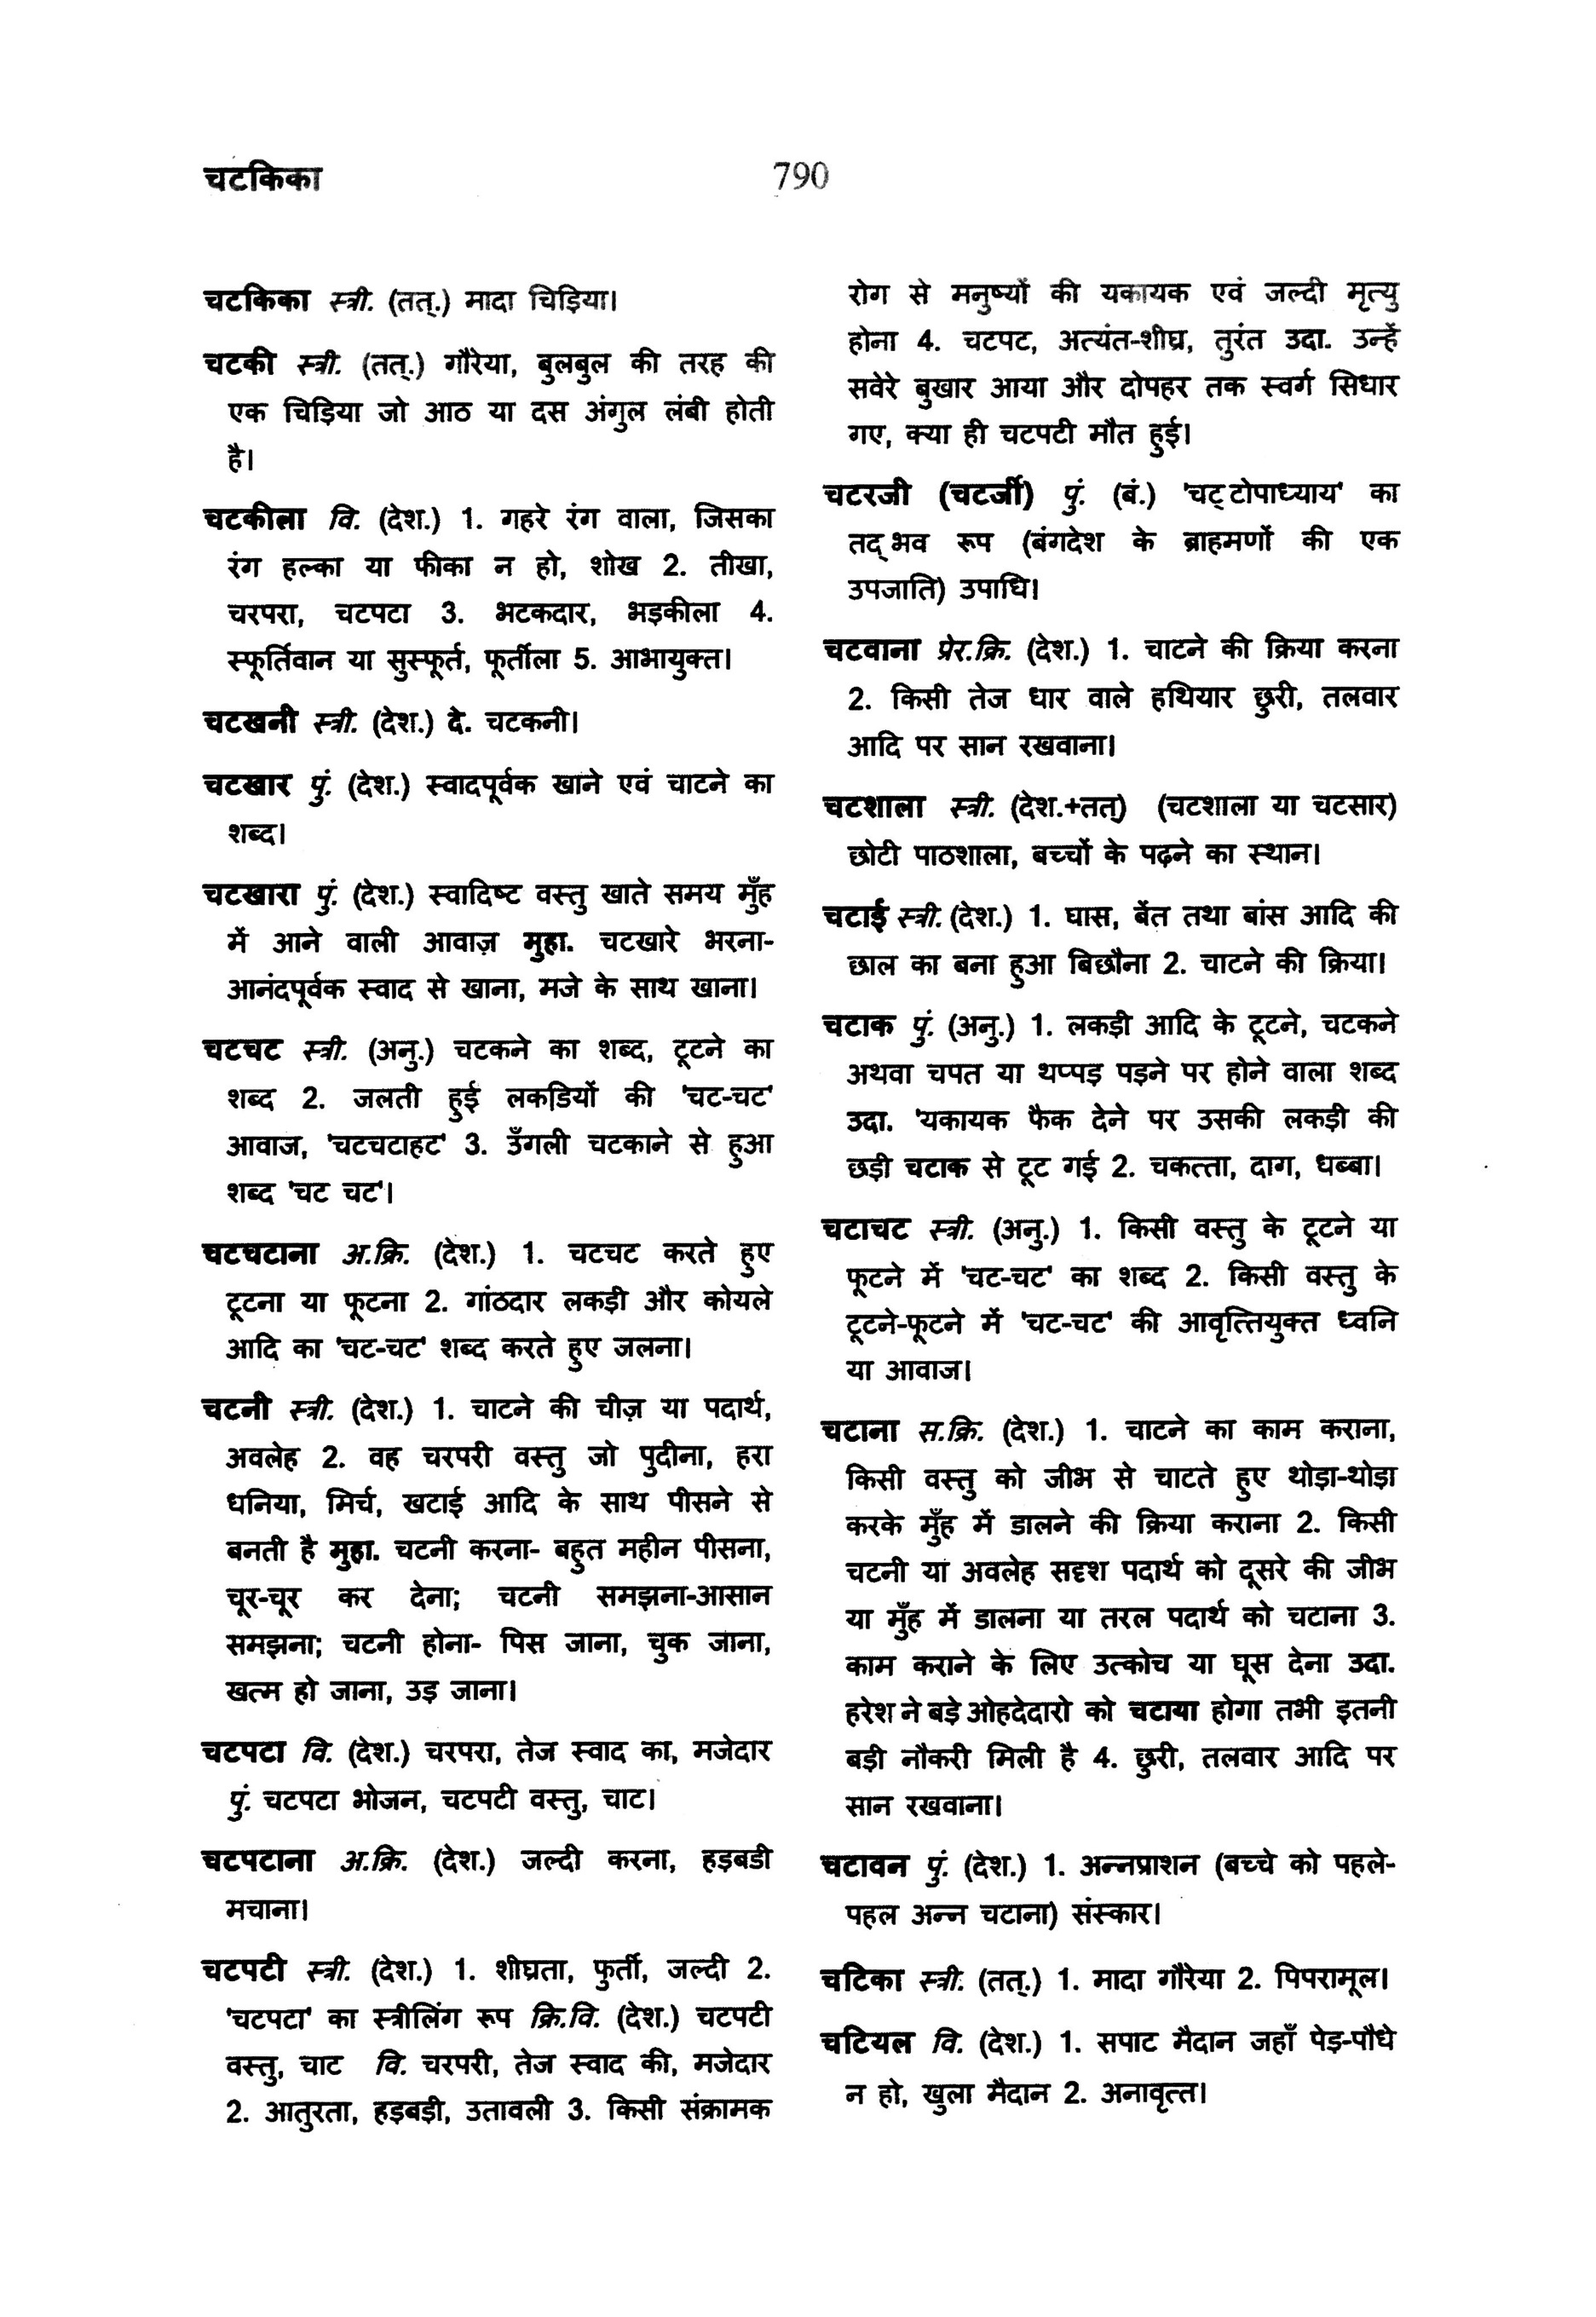 चटकिका
790
चटकिका स्त्री. (तत्.) मादा चिड़िया।
चटकी स्त्री. (तत्.) गौरेया, बुलबुल की तरह की
एक चिड़िया जो आठ या दस अंगुल लंबी होती
है।
चटकीला वि. (देश.) 1. गहरे रंग वाला, जिसका
रंग हल्का या फीका न हो, शोख 2. तीखा,
चरपरा, चटपटा 3. भटकदार, भड़कीला 4.
स्फूर्तिवान या सुस्फूर्त, फूर्तीला 5. आभायुक्त।
चटखनी स्त्री. (देश.) दे. चटकनी।
चटखार पुं. (देश.) स्वादपूर्वक खाने एवं चाटने का
शब्द।
चटखारा पुं. (देश.) स्वादिष्ट वस्तु खाते समय मुँह
में आने वाली आवाज़ मुहा. चटखारे भरना-
आनंदपूर्वक स्वाद से खाना, मजे के साथ खाना।
चटचट स्त्री. (अनु.) चटकने का शब्द, टूटने का
शब्द 2. जलती हुई लकडि़यों की 'चट-चट'
आवाज, 'चटचटाहट' 3. उँगली चटकाने से हुआ
शब्द 'चट चट'।
चटचटाना अ.क्रि. (देश.) 1. चटचट करते हुए
टूटना या फूटना 2. गांठदार लकड़ी और कोयले
आदि का 'चट-चट' शब्द करते हुए जलना।
चटनी स्त्री. (देश.) 1. चाटने की चीज़ या पदार्थ,
अवलेह 2. वह चरपरी वस्तु जो पुदीना, हरा
धनिया, मिर्च, खटाई आदि के साथ पीसने से
बनती है मुहा. चटनी करना- बहुत महीन पीसना,
चूर-चूर कर देना; चटनी समझना-आसान
समझना; चटनी होना- पिस जाना, चुक जाना,
खत्म हो जाना, उड़ जाना।
चटपटा वि. (देश.) चरपरा, तेज स्वाद का, मजेदार
पुं. चटपटा भोजन, चटपटी वस्तु, चाट।
चटपटाना अ.क्रि. (देश.) जल्दी करना, हड़बडी
मचाना।
चटपटी स्त्री. (देश.) 1. शीघ्रता, फुर्ती, जल्दी 2.
'चटपटा' का स्त्रीलिंग रूप क्रि.वि. (देश.) चटपटी
वस्तु, चाट वि. चरपरी, तेज स्वाद की, मजेदार
2. आतुरता, हड़बड़ी, उतावली 3. किसी संक्रामक
रोग से मनुष्यों की यकायक एवं जल्दी मृत्यु
होना 4. चटपट, अत्यंत-शीघ्र, तुरंत उदा. उन्हें
सवेरे बुखार आया और दोपहर तक स्वर्ग सिधार
गए, क्या ही चटपटी मौत हुई।
चटरजी (चटर्जी) पुं. (बं.) 'चट्टोपाध्याय' का
तद्भव रूप (बंगदेश के ब्राहमणों की एक
उपजाति) उपाधि।
चटवाना प्रेर.क्रि. (देश.) 1. चाटने की क्रिया करना
2. किसी तेज धार वाले हथियार छुरी, तलवार
आदि पर सान रखवाना।
चटशाला स्त्री. (देश.+तत्) (चटशाला या चटसार)
छोटी पाठशाला, बच्चों के पढ़ने का स्थान।
चटाई स्त्री. (देश.) 1. घास, बेंत तथा बांस आदि की
छाल का बना हुआ बिछौना 2. चाटने की क्रिया।
चटाक पुं. (अनु.) 1. लकड़ी आदि के टूटने, चटकने
अथवा चपत या थप्पड़ पड़ने पर होने वाला शब्द
उदा. 'यकायक फैक देने पर उसकी लकड़ी की
छड़ी चटाक से टूट गई 2. चकत्ता, दाग, धब्बा।
चटाचट स्त्री. (अनु.) 1. किसी वस्तु के टूटने या
फूटने में 'चट-चट' का शब्द 2. किसी वस्तु के
टूटने-फूटने में 'चट-चट' की आवृत्तियुक्त ध्वनि
या आवाज।
चटाना स.क्रि. (देश.) 1. चाटने का काम कराना,
किसी वस्तु को जीभ से चाटते हुए थोड़ा-थोड़ा
करके मुँह में डालने की क्रिया कराना 2. किसी
चटनी या अवलेह सदृश पदार्थ को दूसरे की जीभ
या मुँह में डालना या तरल पदार्थ को चटाना 3.
काम कराने के लिए उत्कोच या घूस देना उदा.
हरेश ने बड़े ओहदेदारो को चटाया होगा तभी इतनी
बड़ी नौकरी मिली है 4. छुरी, तलवार आदि पर
सान रखवाना।
चटावन पुं. (देश.) 1. अन्नप्राशन (बच्चे को पहले-
पहल अन्न चटाना) संस्कार।
चटिका स्त्री. (तत्.) 1. मादा गौरेया 2. पिपरामूल।
चटियल वि. (देश.) 1. सपाट मैदान जहाँ पेड़-पौधे
न हो, खुला मैदान 2. अनावृत्त।